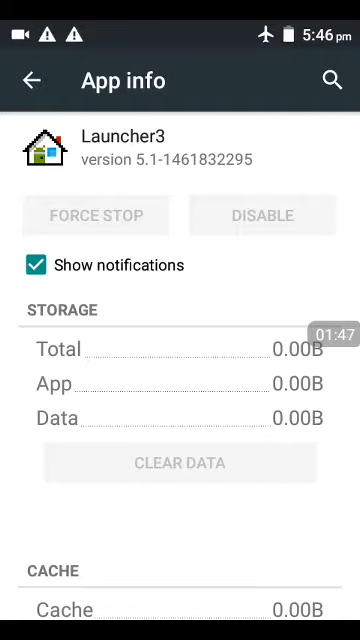 5:46 pm
App info
Launcher3
version 5.1-1461832295
FORCE STOP
DISABLE
Show notifications
STORAGE
01:47
Total 0.00B
App 0.00B
Data 0.00B
CLEAR DATA
CACHE
Cache 0.00B